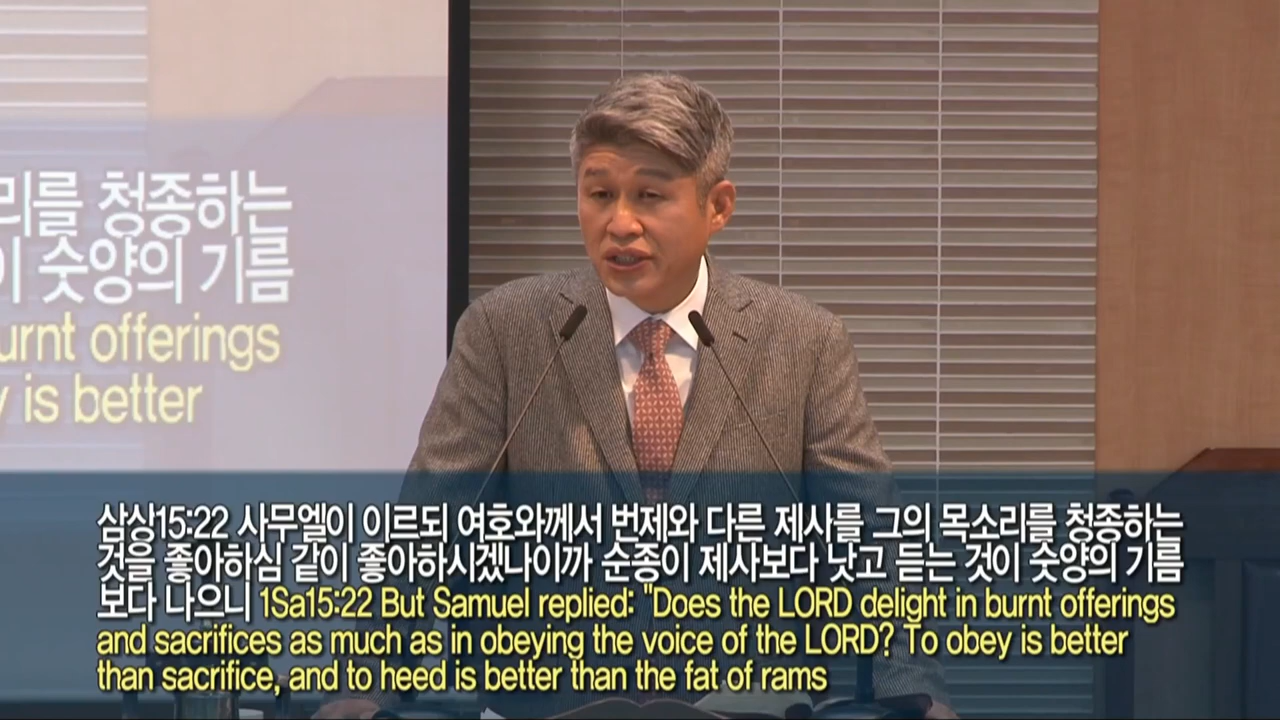 리를 청종하는
이 숫양의 기름
urnt offerings
y is better
삼상15:22 사무엘이 이르되 여호와께서 번제와 다른 제사를 그의 목소리를 청종하는
것을 좋아하심 같이 좋아하시겠나이까 순종이 제사보다 낫고 듣는 것이 숫양의 기름
보다 나으니 1Sa15:22 But Samuel replied: "Does the LORD delight in burnt offerings
and sacrifices as much as in obeying the voice of the LORD? To obey is better
than sacrifice, and to heed is better than the fat of rams